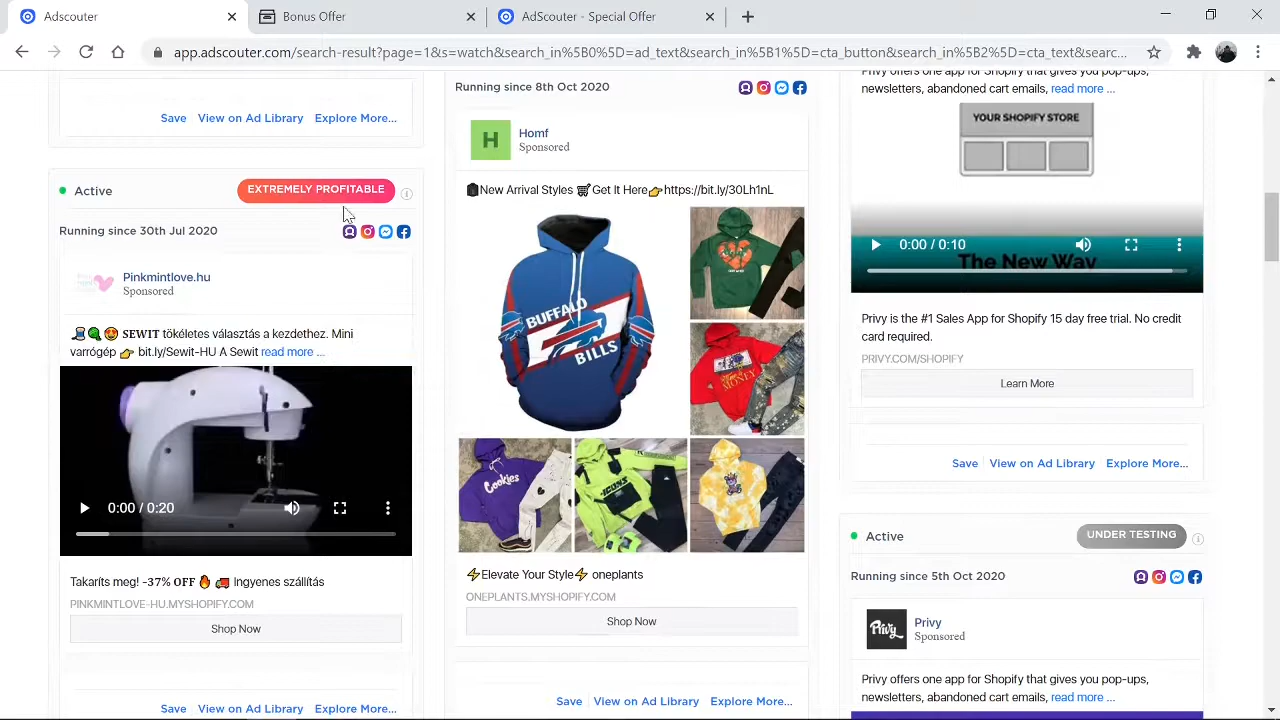 Adscouter
Bonus Offer
AdScouter - Special Offer
app.adscouter.com/search-result?page=1&s=watch&search_in%5B0%5D=ad_text&search_in%5B1%5D=cta_button&search_in%5B2%5D=cta_text&searc...
Save View on Ad Library Explore More...
Active
EXTREMELY PROFITABLE
Running since 30th Jul 2020
Pinkmintlove.hu
Sponsored
🧵 SEWIT tökéletes választás a kezdethez. Mini
varrógép 👉 bit.ly/Sewit-HU A Sewit read more ...
0:00 / 0:20
Takaríts meg! -37% OFF 🔥 🚚 Ingyenes szállítás
PINKMINTLOVE-HU.MYSHOPIFY.COM
Shop Now
Save View on Ad Library Explore More...
Running since 8th Oct 2020
H
Homf
Sponsored
New Arrival Styles 🛒Get It Here👉https://bit.ly/30Lh1nL
BUFFALO
BILLS
MONEY
Cookies
ICONS
⚡Elevate Your Style⚡ oneplants
ONEPLANTS.MYSHOPIFY.COM
Shop Now
Save View on Ad Library Explore More...
Privy offers one app for Shopify that gives you pop-ups,
newsletters, abandoned cart emails, read more ...
YOUR SHOPIFY STORE
0:00 / 0:10
The New Way
Privy is the #1 Sales App for Shopify 15 day free trial. No credit
card required.
PRIVY.COM/SHOPIFY
Learn More
Save View on Ad Library Explore More...
Active
UNDER TESTING
Running since 5th Oct 2020
Privy
Privy
Sponsored
Privy offers one app for Shopify that gives you pop-ups,
newsletters, abandoned cart emails, read more ...